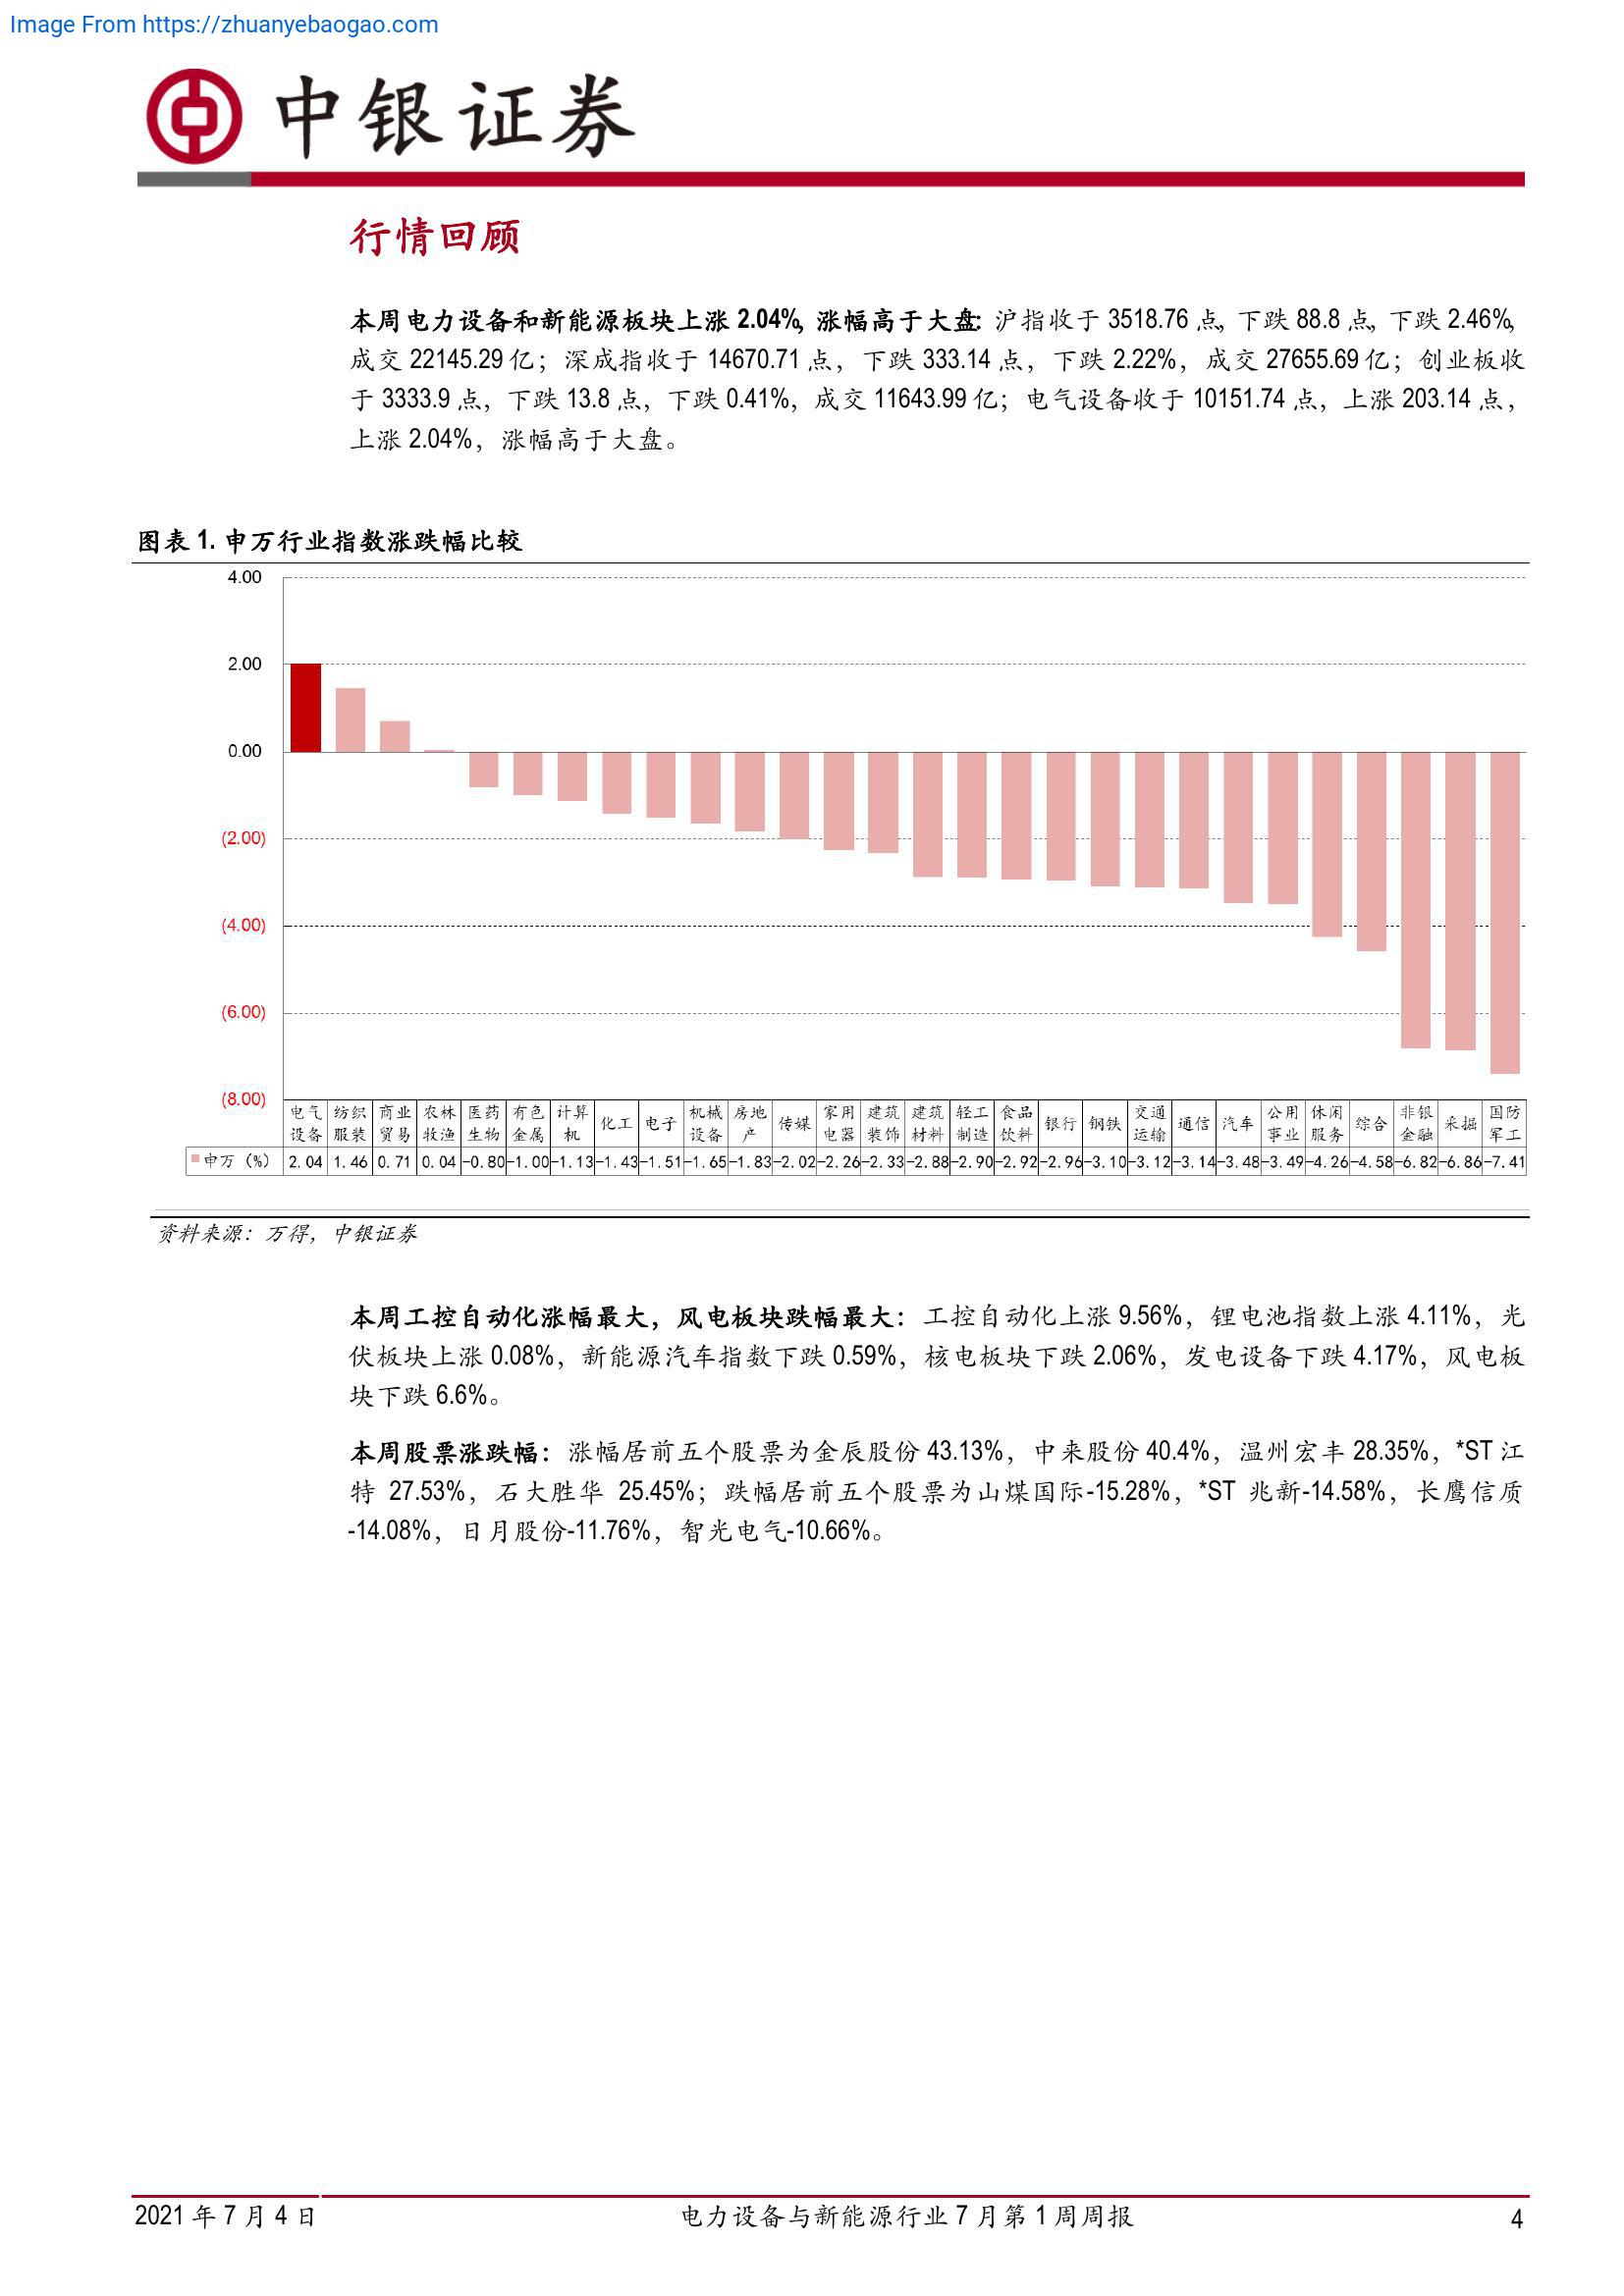 Image From https://zhuanyebaogao.com
中银证券
行情回顾
本周电力设备和新能源板块上涨 2.04%, 涨幅高于大盘: 沪指收于 3518.76 点, 下跌 88.8 点, 下跌 2.46%,
成交 22145.29 亿；深成指收于 14670.71 点，下跌 333.14 点，下跌 2.22%，成交 27655.69 亿；创业板收
于 3333.9 点，下跌 13.8 点，下跌 0.41%，成交 11643.99 亿；电气设备收于 10151.74 点，上涨 203.14 点，
上涨 2.04%，涨幅高于大盘。
图表 1. 申万行业指数涨跌幅比较
4.00
2.00
0.00
(2.00)
(4.00)
(6.00)
(8.00)
电气设备 纺织服装 商业贸易 农林牧渔 医药生物 有色金属 计算机 化工 电子 机械设备 房地产 传媒 家用电器 建筑装饰 建筑材料 轻工制造 食品饮料 银行 钢铁 交通运输 通信 汽车 公用事业 休闲服务 综合 非银金融 采掘 国防军工
申万（%） 2.04 1.46 0.71 0.04 -0.80 -1.00 -1.13 -1.43 -1.51 -1.65 -1.83 -2.02 -2.26 -2.33 -2.88 -2.90 -2.92 -2.96 -3.10 -3.12 -3.14 -3.48 -3.49 -4.26 -4.58 -6.82 -6.86 -7.41
资料来源：万得，中银证券
本周工控自动化涨幅最大，风电板块跌幅最大：工控自动化上涨 9.56%，锂电池指数上涨 4.11%，光
伏板块上涨 0.08%，新能源汽车指数下跌 0.59%，核电板块下跌 2.06%，发电设备下跌 4.17%，风电板
块下跌 6.6%。
本周股票涨跌幅：涨幅居前五个股票为金辰股份 43.13%，中来股份 40.4%，温州宏丰 28.35%，*ST 江
特 27.53%，石大胜华 25.45%；跌幅居前五个股票为山煤国际-15.28%，*ST 兆新-14.58%，长鹰信质
-14.08%，日月股份-11.76%，智光电气-10.66%。
2021 年 7 月 4 日
电力设备与新能源行业 7 月第 1 周周报
4